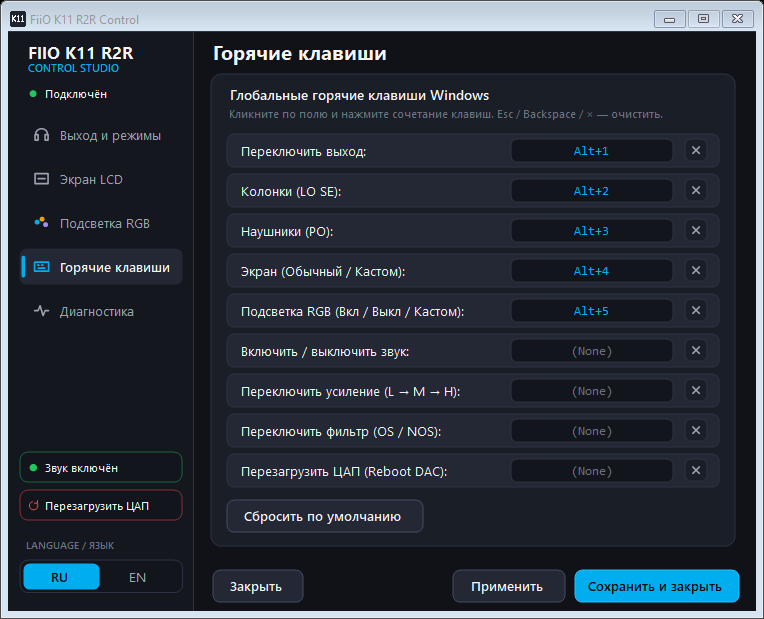 K11 FiiO K11 R2R Control
FIIO K11 R2R
CONTROL STUDIO
Подключён
Выход и режимы
Экран LCD
Подсветка RGB
Горячие клавиши
Диагностика
Звук включён
Перезагрузить ЦАП
LANGUAGE / ЯЗЫК
RU EN
Горячие клавиши
Глобальные горячие клавиши Windows
Кликните по полю и нажмите сочетание клавиш. Esc / Backspace / × — очистить.
Переключить выход: Alt+1 ✕
Колонки (LO SE): Alt+2 ✕
Наушники (PO): Alt+3 ✕
Экран (Обычный / Кастом): Alt+4 ✕
Подсветка RGB (Вкл / Выкл / Кастом): Alt+5 ✕
Включить / выключить звук: (None) ✕
Переключить усиление (L → M → H): (None) ✕
Переключить фильтр (OS / NOS): (None) ✕
Перезагрузить ЦАП (Reboot DAC): (None) ✕
Сбросить по умолчанию
Закрыть Применить Сохранить и закрыть